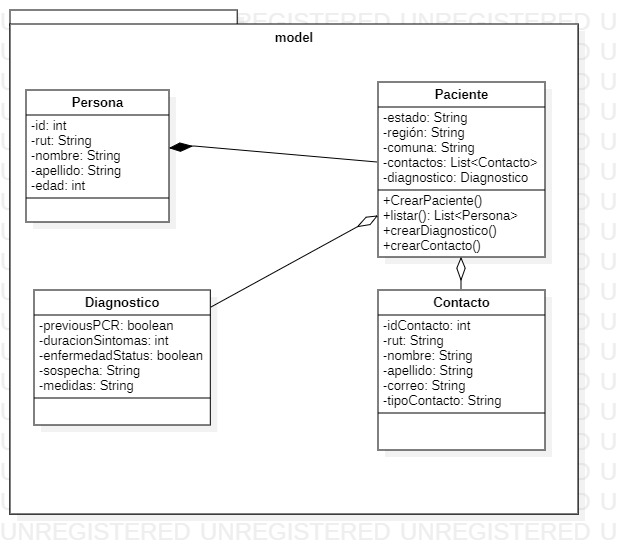 model
Persona
-id: int
-rut: String
-nombre: String
-apellido: String
-edad: int
Paciente
-estado: String
-región: String
-comuna: String
-contactos: List<Contacto>
-diagnostico: Diagnostico
+CrearPaciente()
+listar(): List<Persona>
+crearDiagnostico()
+crearContacto()
Diagnostico
-previousPCR: boolean
-duracionSintomas: int
-enfermedadStatus: boolean
-sospecha: String
-medidas: String
Contacto
-idContacto: int
-rut: String
-nombre: String
-apellido: String
-correo: String
-tipoContacto: String
UNREGISTERED UNREGISTERED UNREGISTERED U